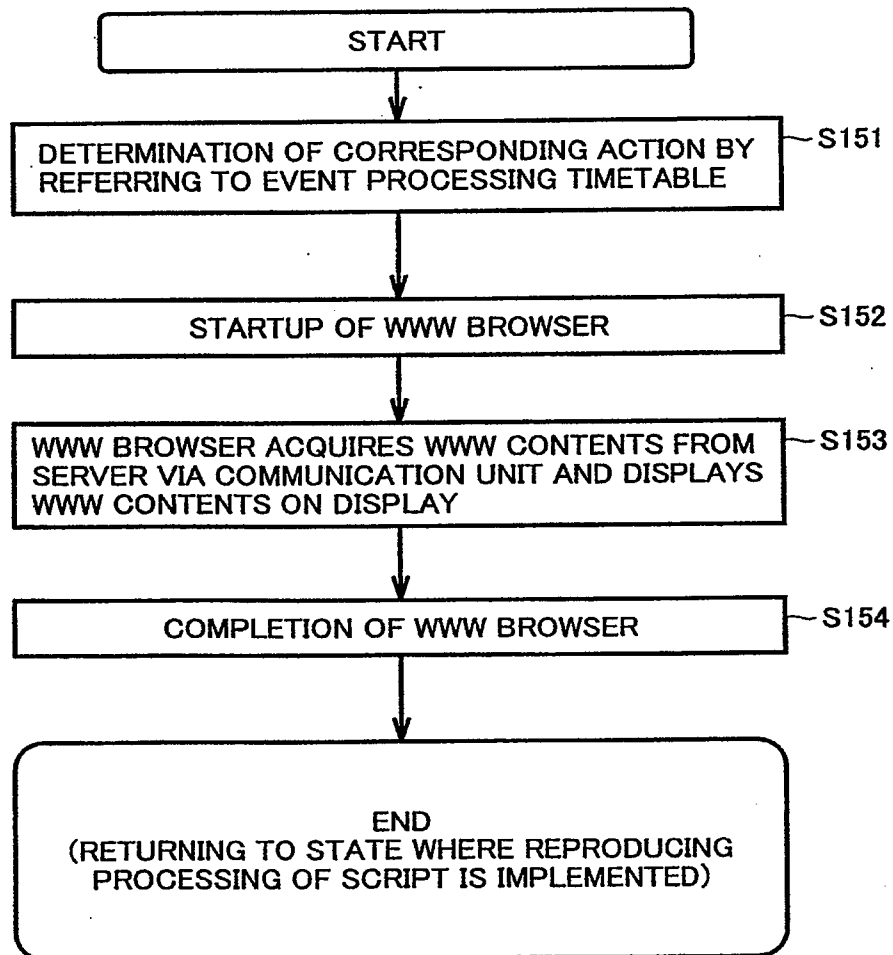 START
DETERMINATION OF CORRESPONDING ACTION BY
REFERRING TO EVENT PROCESSING TIMETABLE
S151
STARTUP OF WWW BROWSER
S152
WWW BROWSER ACQUIRES WWW CONTENTS FROM
SERVER VIA COMMUNICATION UNIT AND DISPLAYS
WWW CONTENTS ON DISPLAY
S153
COMPLETION OF WWW BROWSER
S154
END
(RETURNING TO STATE WHERE REPRODUCING
PROCESSING OF SCRIPT IS IMPLEMENTED)